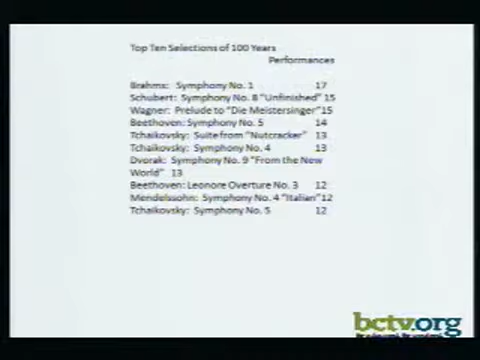 Top Ten Selections of 100 Years
Performances
Brahms: Symphony No. 1 17
Schubert: Symphony No. 8 "Unfinished" 15
Wagner: Prelude to "Die Meistersinger" 15
Beethoven: Symphony No. 5 14
Tchaikovsky: Suite from "Nutcracker" 13
Tchaikovsky: Symphony No. 4 13
Dvorak: Symphony No. 9 "From the New
World" 13
Beethoven: Leonore Overture No. 3 12
Mendelssohn: Symphony No. 4 "Italian" 12
Tchaikovsky: Symphony No. 5 12
bctv.org